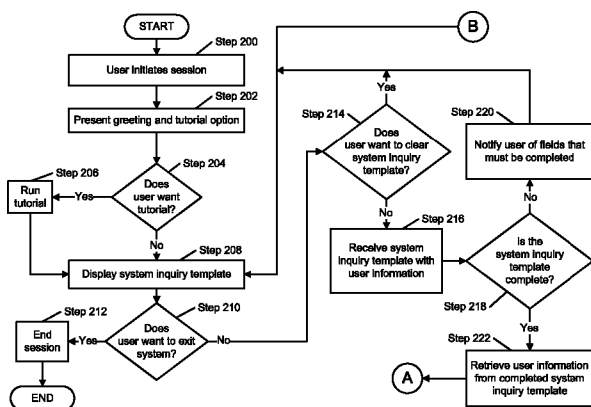 START
Step 200
User initiates session
Step 202
Present greeting and tutorial option
Step 204
Does
user want
tutorial?
Yes
Step 206
Run
tutorial
No
Step 208
Display system inquiry template
Step 210
Does
user want to exit
system?
Yes
Step 212
End
session
END
No
B
Step 214
Does
user want to clear
system inquiry
template?
Yes
No
Step 216
Receive system
inquiry template with
user information
Step 218
Is the
system inquiry
template
complete?
No
Step 220
Notify user of fields that
must be completed
Yes
Step 222
Retrieve user information
from completed system
inquiry template
A